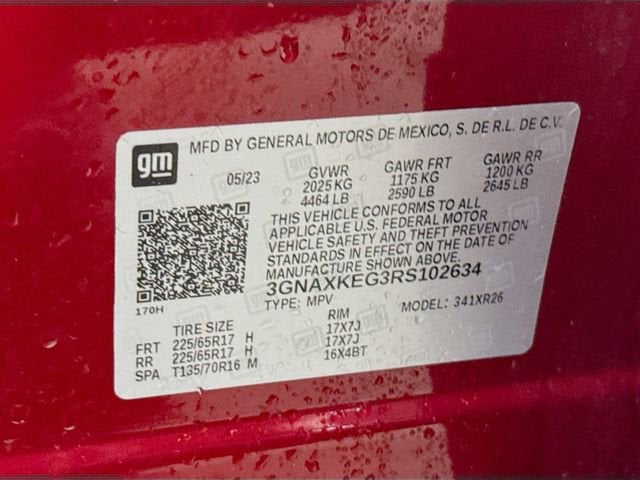 gm
MFD BY GENERAL MOTORS DE MEXICO, S. DE R.L. DE C.V.
05/23 GVWR GAWR FRT GAWR RR
2025 KG 1175 KG 1200 KG
4464 LB 2590 LB 2645 LB
THIS VEHICLE CONFORMS TO ALL
APPLICABLE U.S. FEDERAL MOTOR
VEHICLE SAFETY AND THEFT PREVENTION
STANDARDS IN EFFECT ON THE DATE OF
MANUFACTURE SHOWN ABOVE.
3GNAXKEG3RS102634
170H
TYPE: MPV MODEL: 341XR26
TIRE SIZE RIM
FRT 225/65R17 H 17X7J
RR 225/65R17 H 17X7J
SPA T135/70R16 M 16X4BT